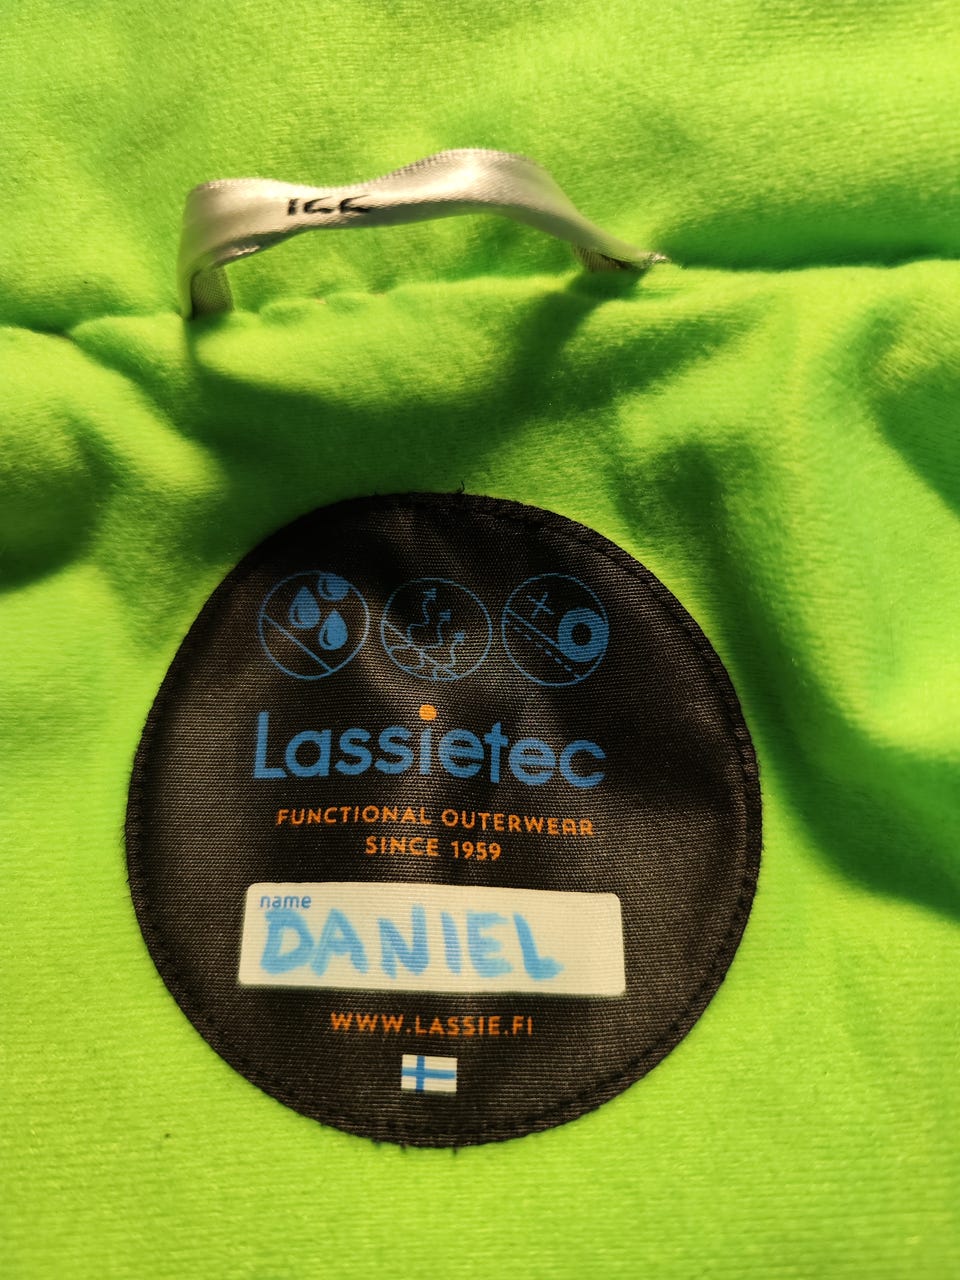 Lassietec
FUNCTIONAL OUTERWEAR
SINCE 1959
name
DANIEL
WWW.LASSIE.FI